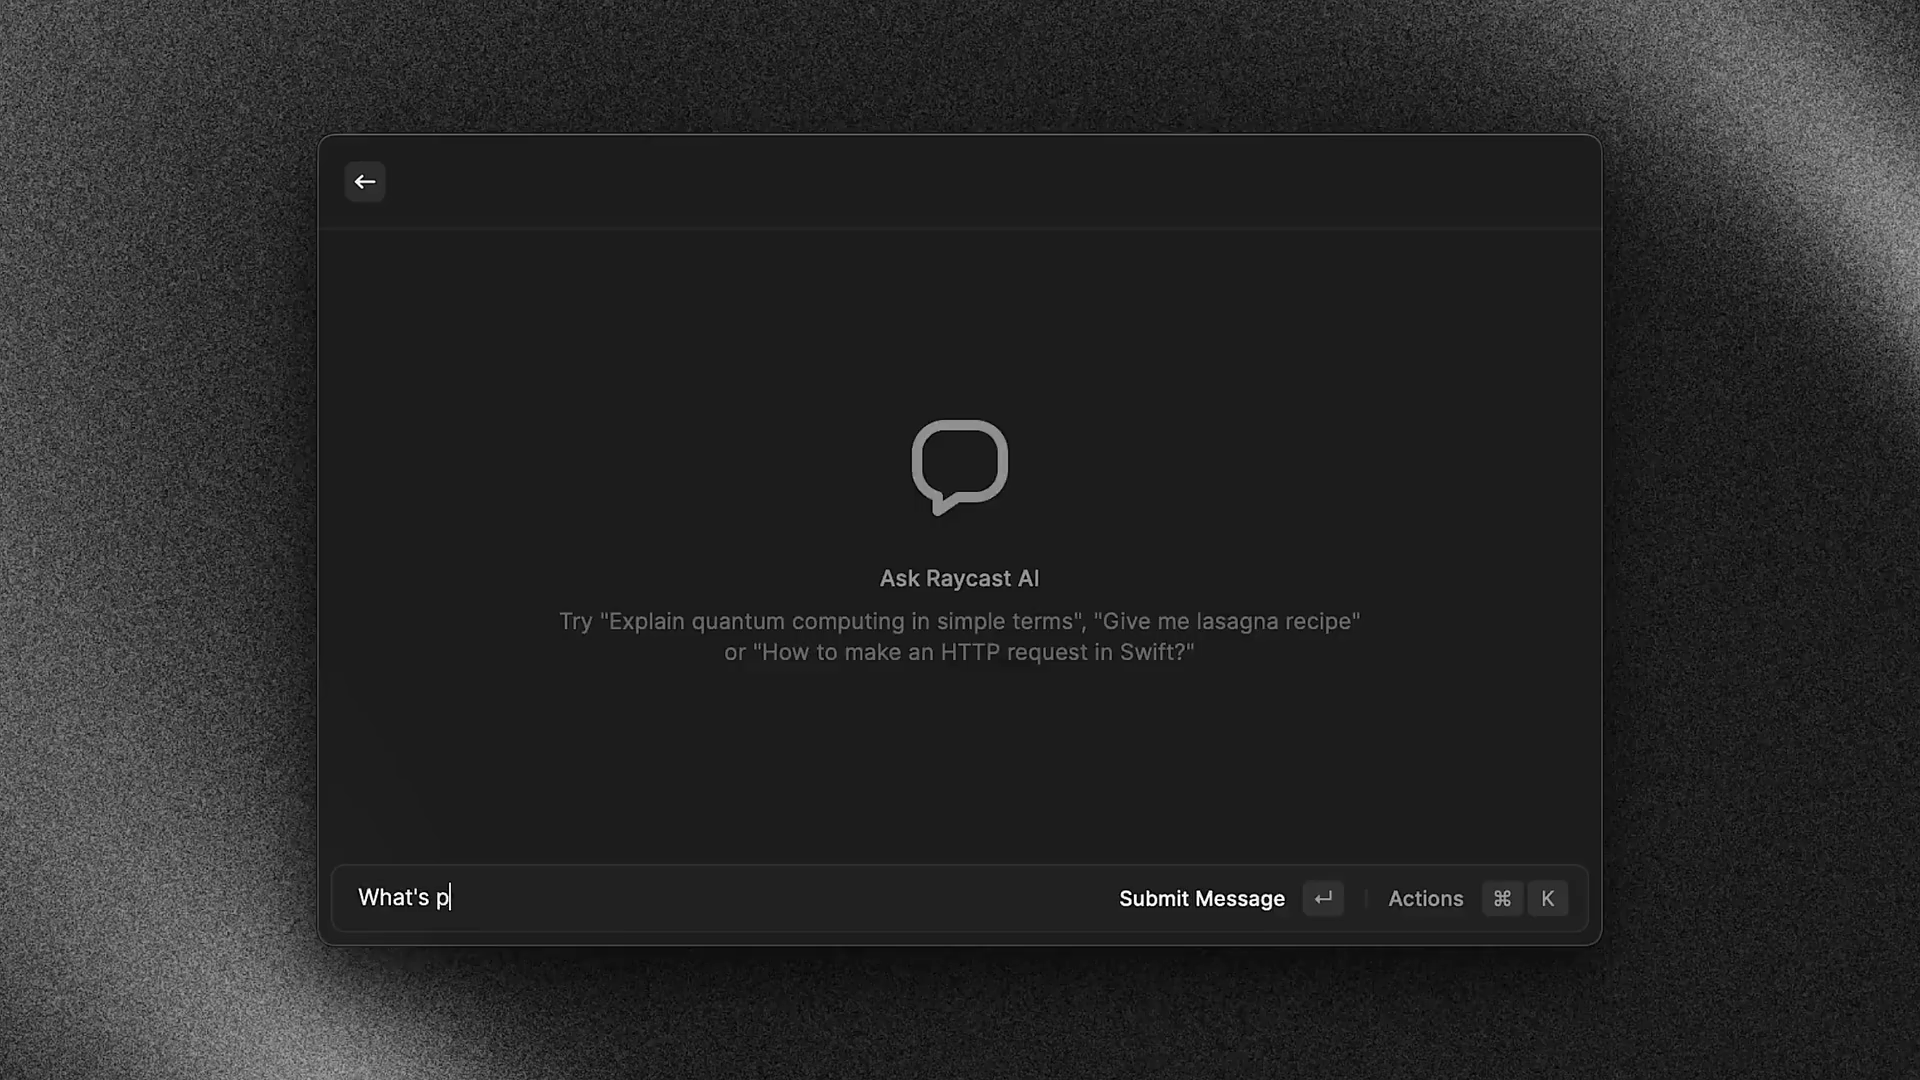 Ask Raycast AI
Try "Explain quantum computing in simple terms", "Give me lasagna recipe"
or "How to make an HTTP request in Swift?"
What's p
Submit Message ↵ Actions ⌘ K